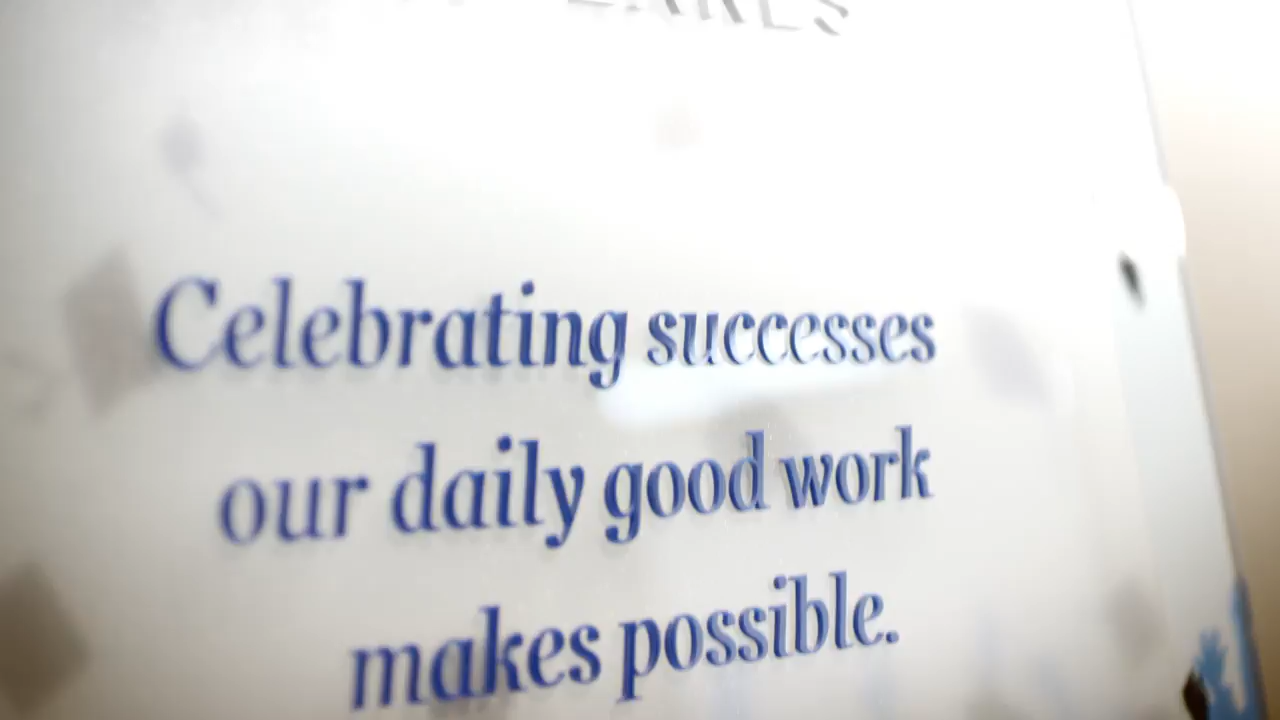 Celebrating successes
our daily good work
makes possible.